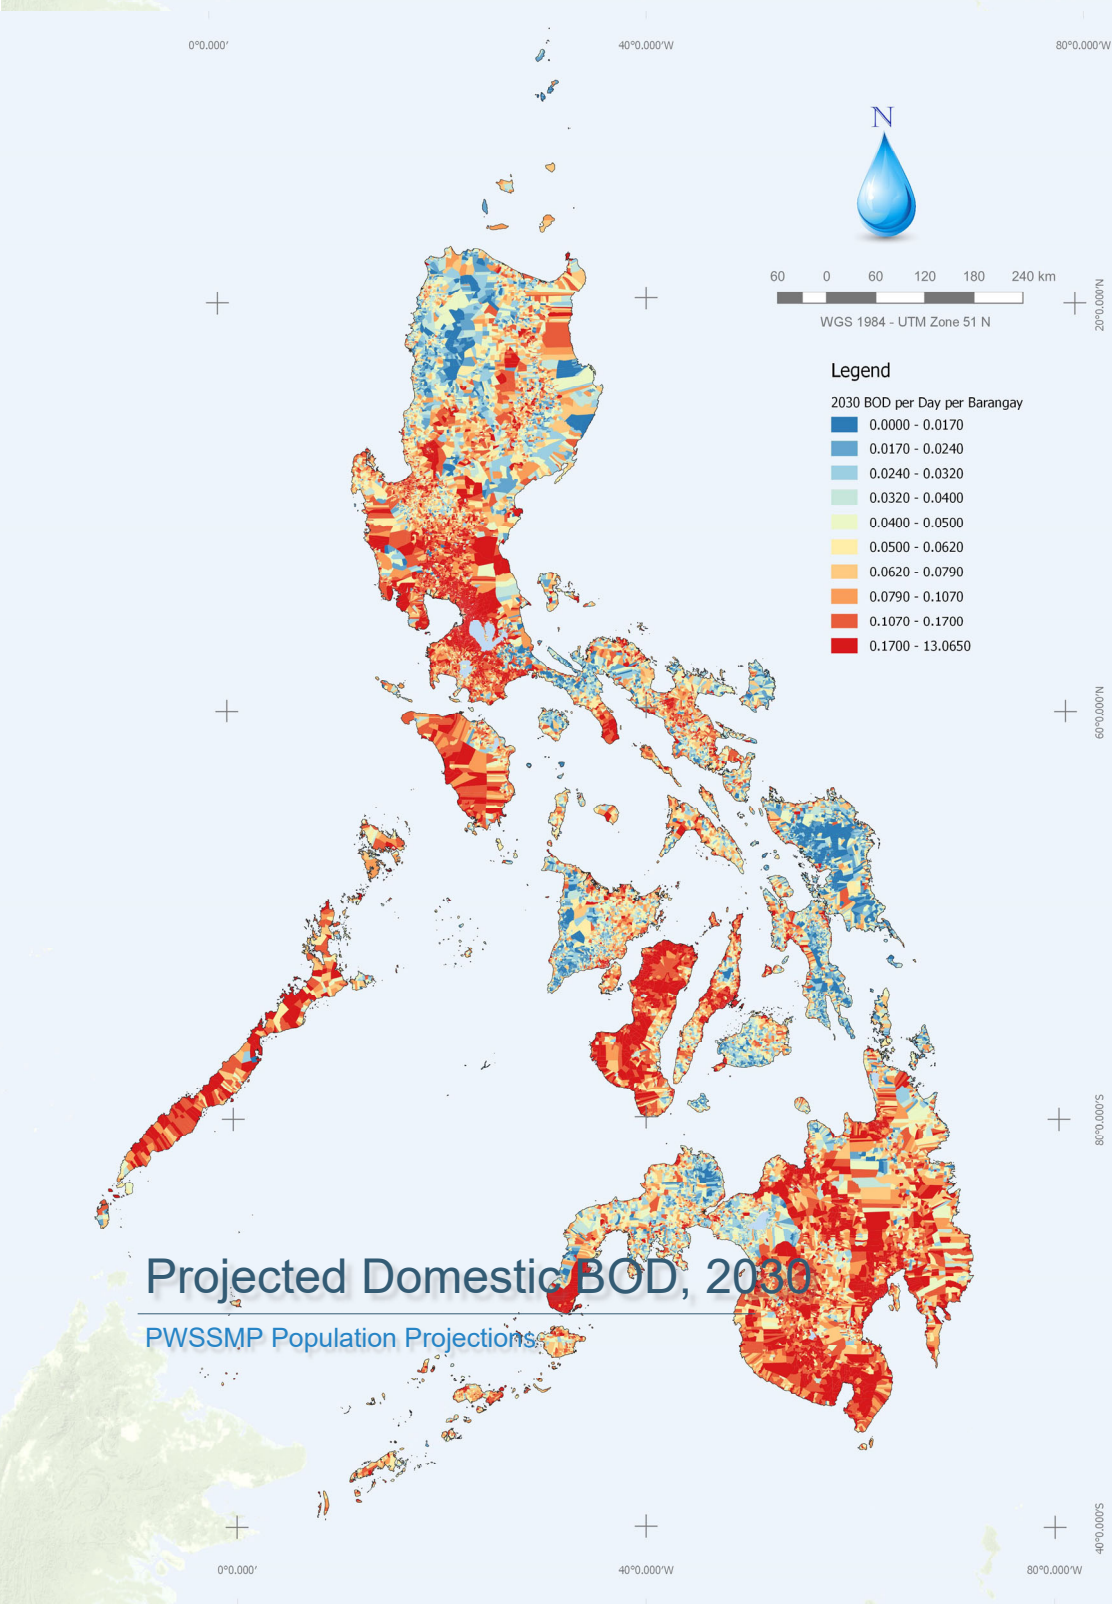 0°0.000′
40°0.000′W
80°0.000′W
N
60 0 60 120 180 240 km
WGS 1984 - UTM Zone 51 N
20°0.000′N
Legend
2030 BOD per Day per Barangay
0.0000 - 0.0170
0.0170 - 0.0240
0.0240 - 0.0320
0.0320 - 0.0400
0.0400 - 0.0500
0.0500 - 0.0620
0.0620 - 0.0790
0.0790 - 0.1070
0.1070 - 0.1700
0.1700 - 13.0650
60°0.000′N
80°0.000′S
Projected Domestic BOD, 2030
PWSSMP Population Projections
40°0.000′S
0°0.000′
40°0.000′W
80°0.000′W